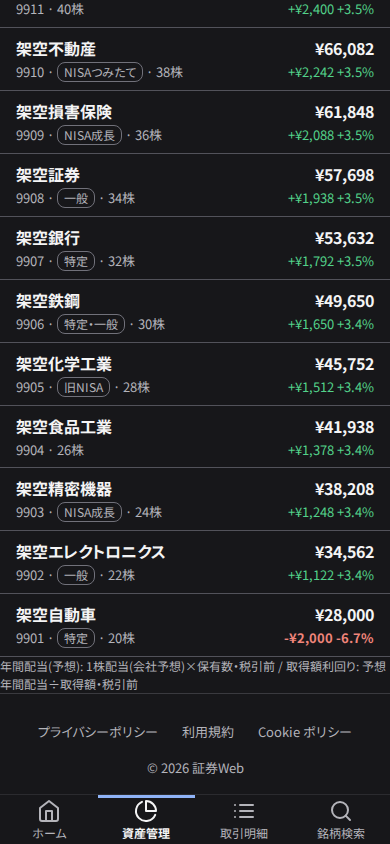 9911 · 40株 +¥2,400 +3.5%
架空不動産 ¥66,082
9910 · NISAつみたて · 38株 +¥2,242 +3.5%
架空損害保険 ¥61,848
9909 · NISA成長 · 36株 +¥2,088 +3.5%
架空証券 ¥57,698
9908 · 一般 · 34株 +¥1,938 +3.5%
架空銀行 ¥53,632
9907 · 特定 · 32株 +¥1,792 +3.5%
架空鉄鋼 ¥49,650
9906 · 特定・一般 · 30株 +¥1,650 +3.4%
架空化学工業 ¥45,752
9905 · 旧NISA · 28株 +¥1,512 +3.4%
架空食品工業 ¥41,938
9904 · 26株 +¥1,378 +3.4%
架空精密機器 ¥38,208
9903 · NISA成長 · 24株 +¥1,248 +3.4%
架空エレクトロニクス ¥34,562
9902 · 一般 · 22株 +¥1,122 +3.4%
架空自動車 ¥28,000
9901 · 特定 · 20株 -¥2,000 -6.7%
年間配当(予想): 1株配当(会社予想)×保有数・税引前 / 取得額利回り: 予想
年間配当÷取得額・税引前
プライバシーポリシー 利用規約 Cookie ポリシー
© 2026 証券Web
ホーム 資産管理 取引明細 銘柄検索